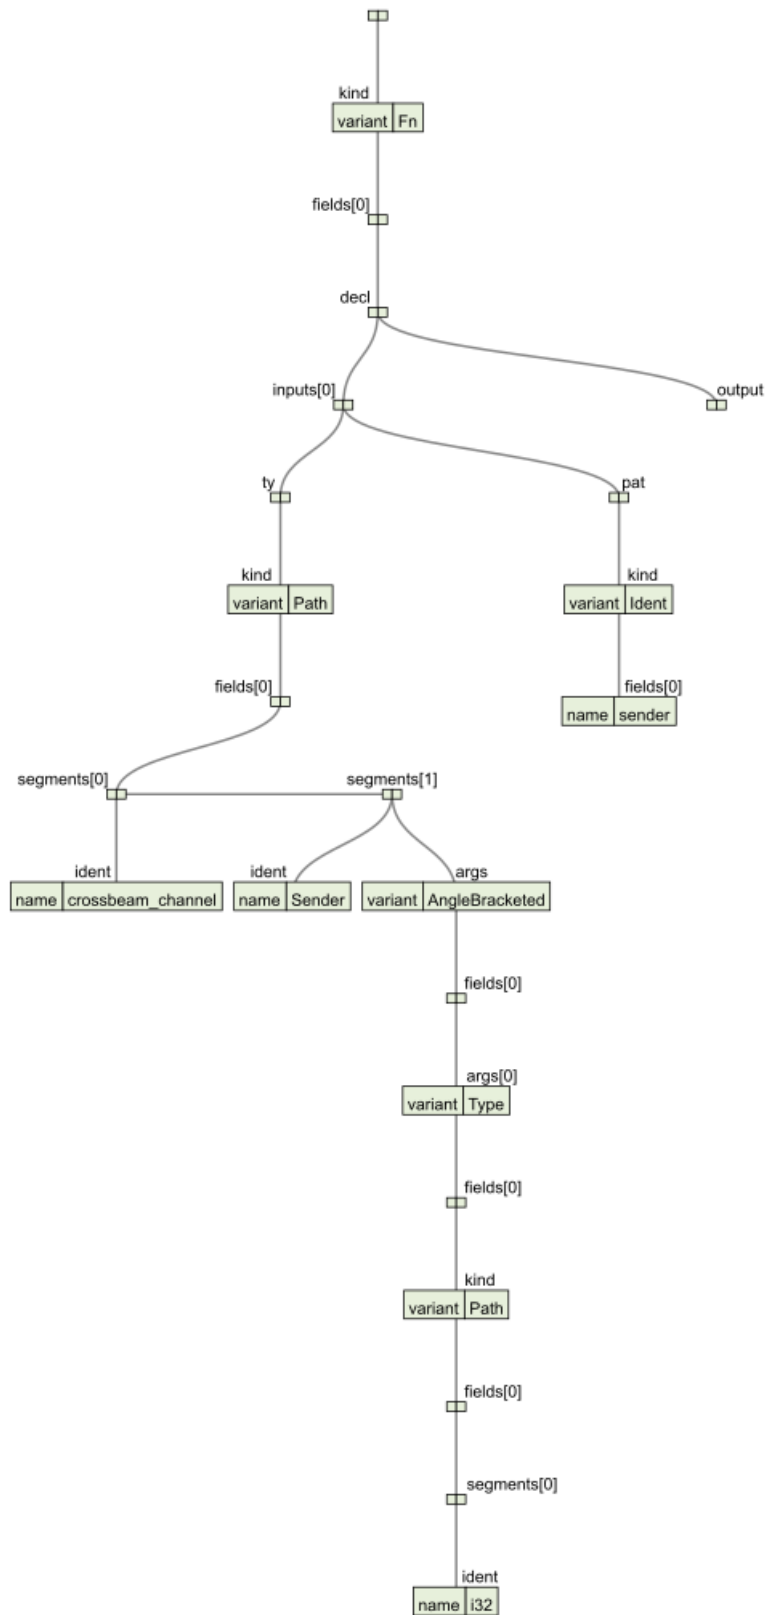 kind
variant Fn
fields[0]
decl
inputs[0] output
ty pat
kind kind
variant Path variant Ident
fields[0] fields[0]
name sender
segments[0] segments[1]
ident ident args
name crossbeam_channel name Sender variant AngleBracketed
fields[0]
args[0]
variant Type
fields[0]
kind
variant Path
fields[0]
segments[0]
ident
name i32